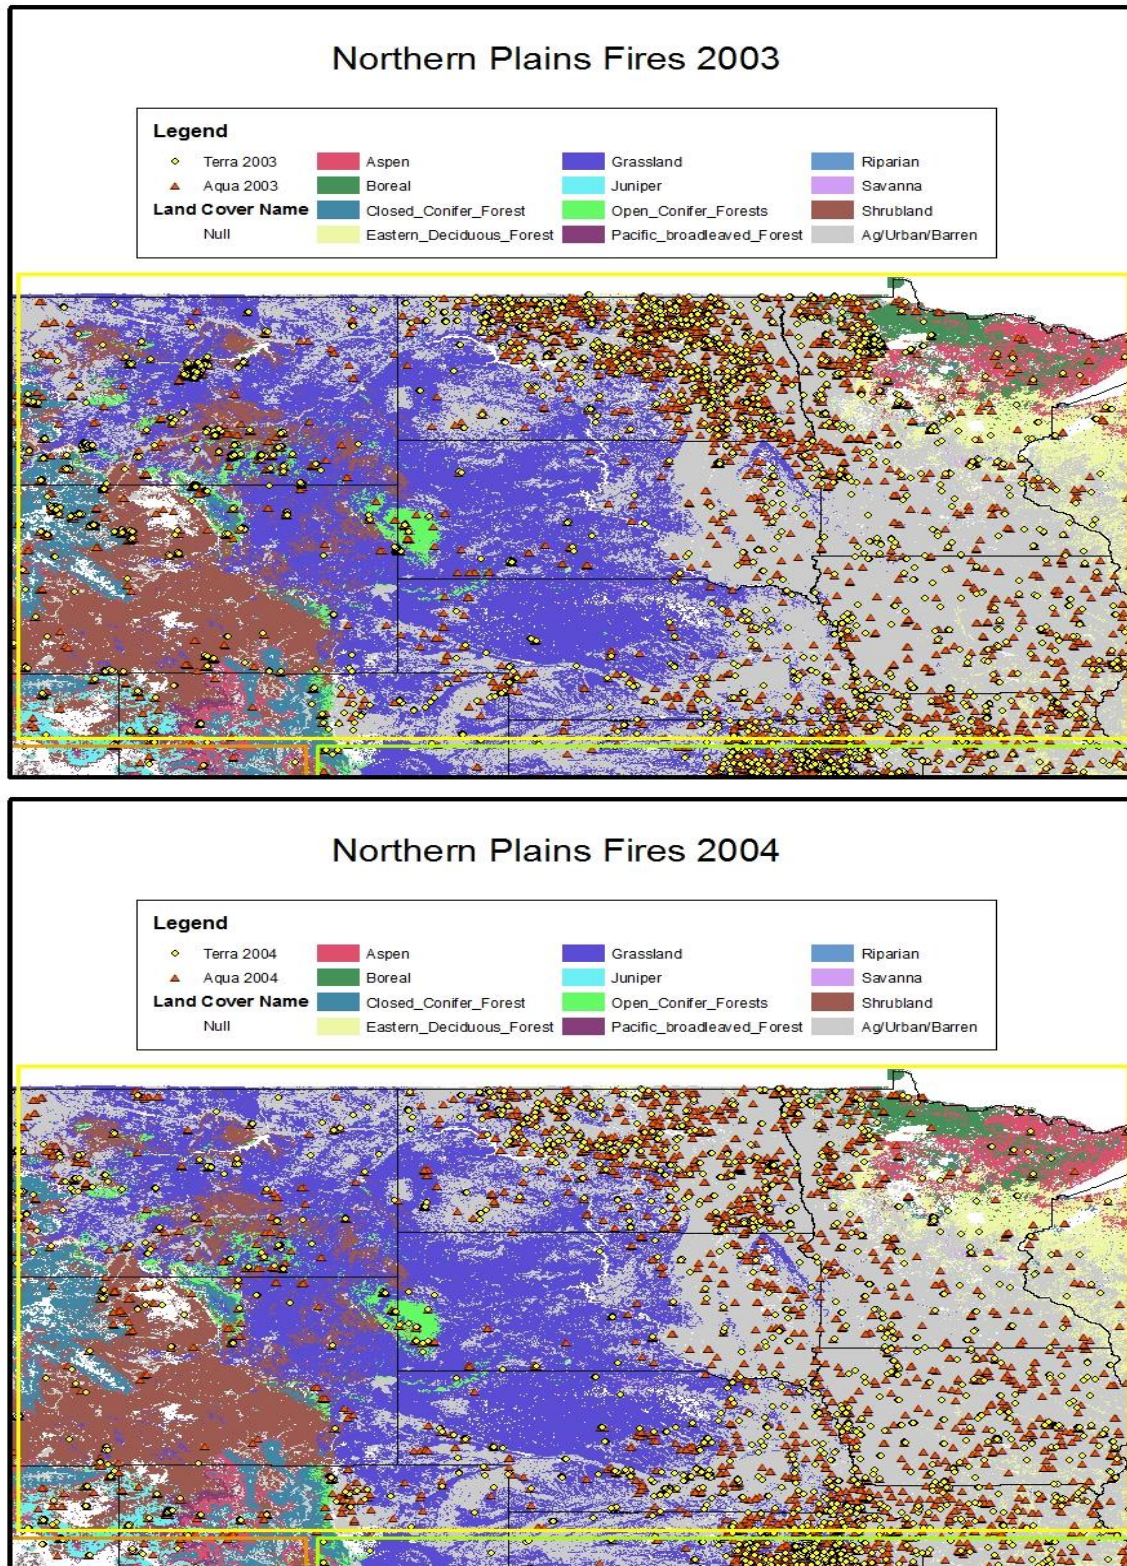 Northern Plains Fires 2003
Legend
Terra 2003
Aspen
Grassland
Riparian
Aqua 2003
Boreal
Juniper
Savanna
Land Cover Name
Closed_Conifer_Forest
Open_Conifer_Forests
Shrubland
Null
Eastern_Deciduous_Forest
Pacific_broadleaved_Forest
Ag/Urban/Barren
Northern Plains Fires 2004
Legend
Terra 2004
Aspen
Grassland
Riparian
Aqua 2004
Boreal
Juniper
Savanna
Land Cover Name
Closed_Conifer_Forest
Open_Conifer_Forests
Shrubland
Null
Eastern_Deciduous_Forest
Pacific_broadleaved_Forest
Ag/Urban/Barren